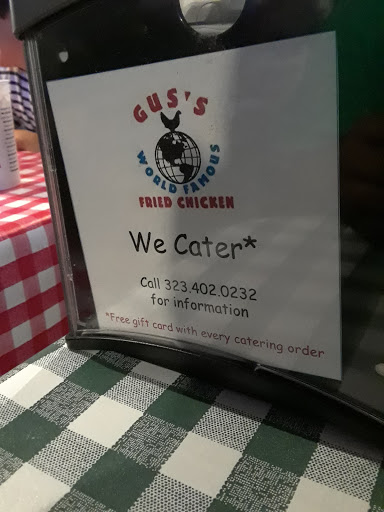 GUS'S
WORLD FAMOUS
FRIED CHICKEN
We Cater*
Call 323.402.0232
for information
*Free gift card with every catering order